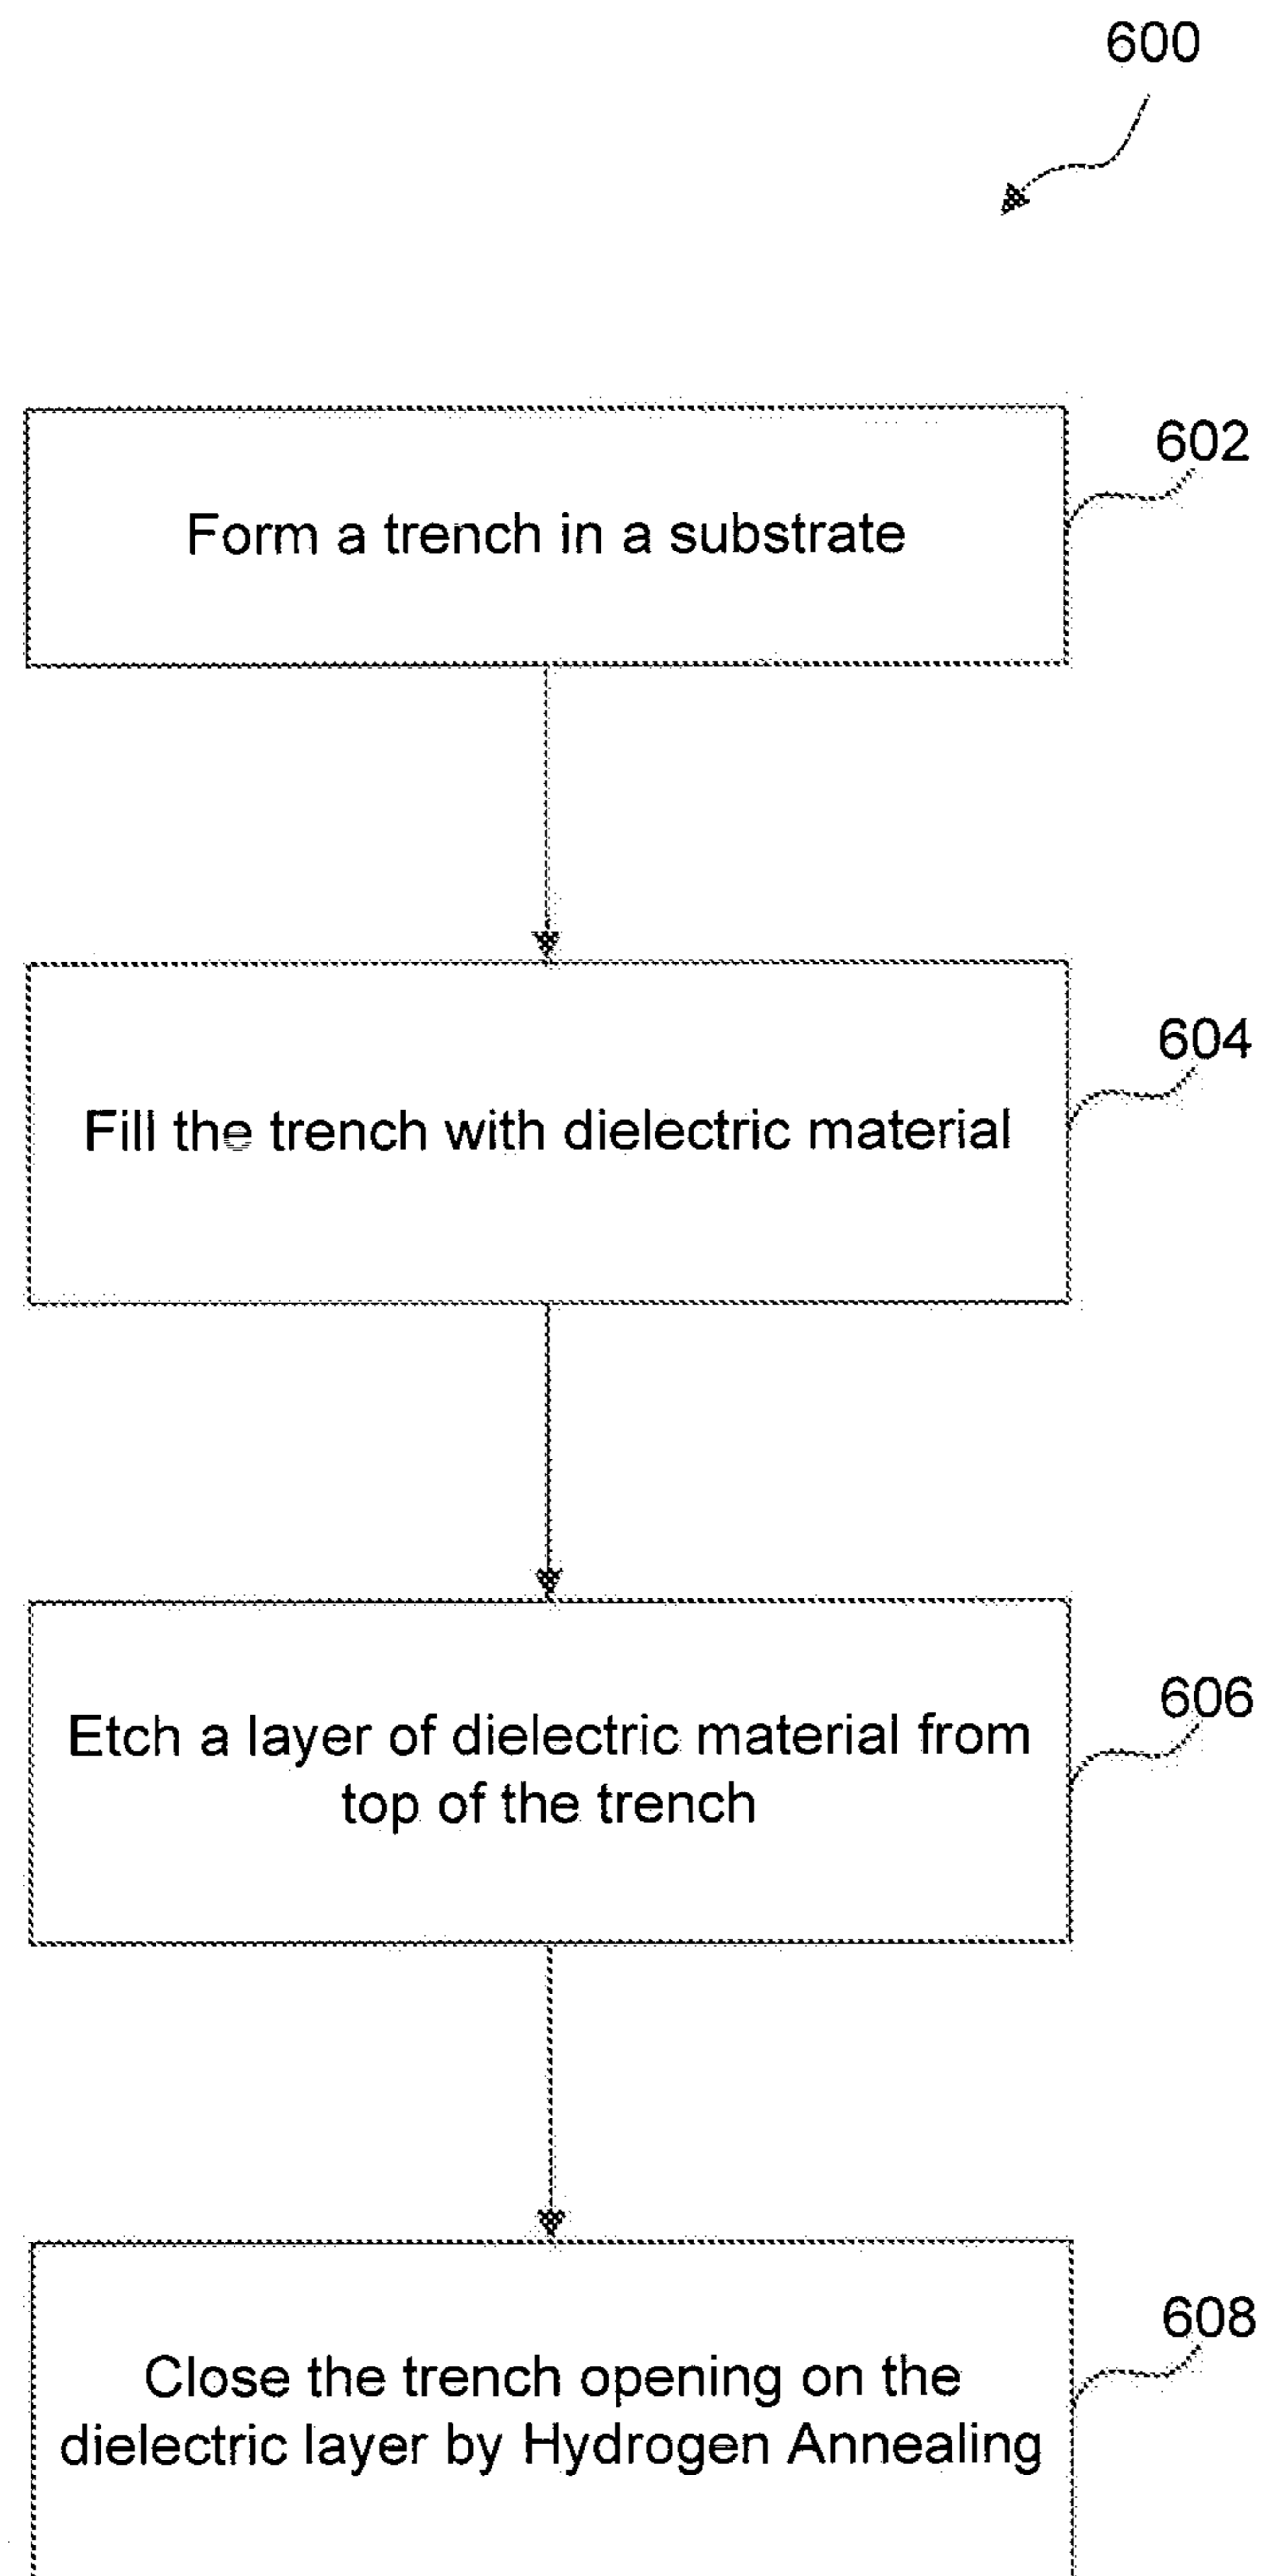 600
602
Form a trench in a substrate
604
Fill the trench with dielectric material
606
Etch a layer of dielectric material from
top of the trench
608
Close the trench opening on the
dielectric layer by Hydrogen Annealing